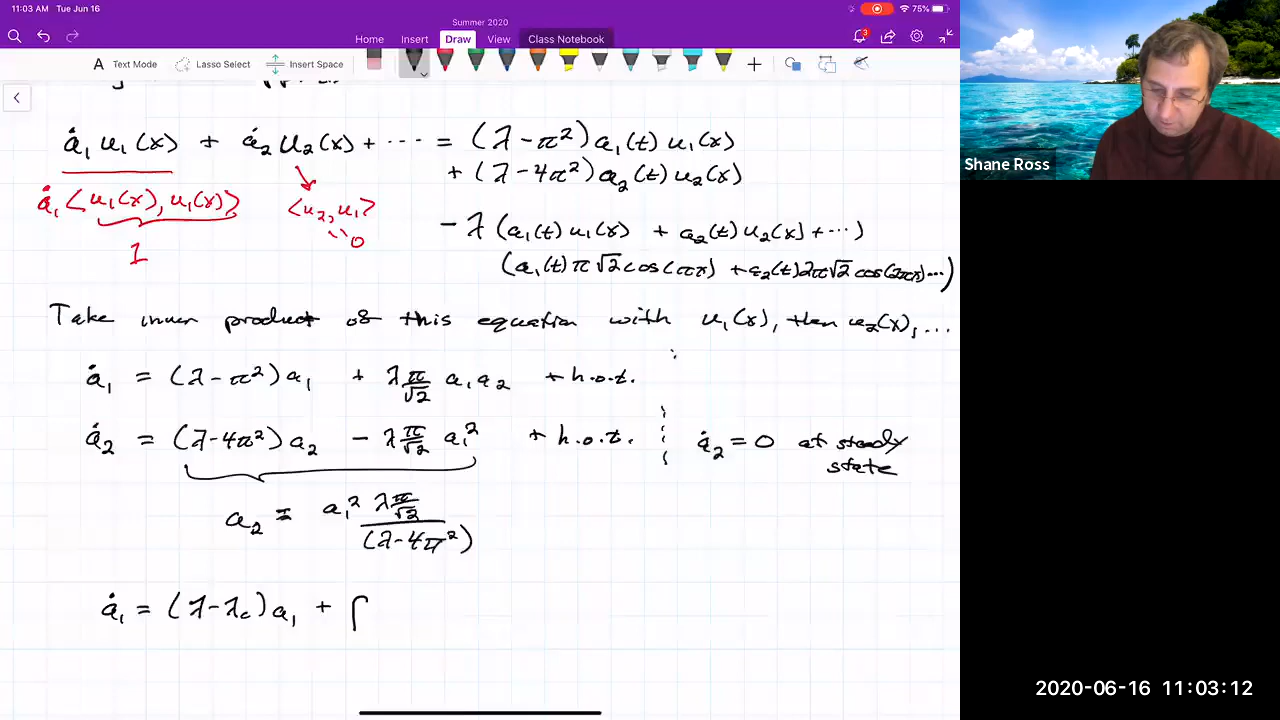 11:03 AM Tue Jun 16
75%
Summer 2020
Home Insert Draw View Class Notebook
3
A Text Mode Lasso Select Insert Space
ȧ₁ u₁(x) + ȧ₂ u₂(x) + ⋯ = (λ-π²) a₁(t) u₁(x)
+ (λ-4π²) a₂(t) u₂(x)
ȧ₁ ⟨u₁(x), u₁(x)⟩
⟨u₂, u₁⟩
1
0
- λ (a₁(t) u₁(x) + a₂(t) u₂(x) + ⋯)
(a₁(t) π √2 cos(πx) + a₂(t) 2π√2 cos(2πx) ⋯)
Take inner product of this equation with u₁(x), then u₂(x), ...
ȧ₁ = (λ-π²) a₁ + λ π/√2 a₁ a₂ + h.o.t.
ȧ₂ = (λ-4π²) a₂ - λ π/√2 a₁² + h.o.t.
ȧ₂ = 0 at steady
state
a₂ = a₁² λ π/√2 / (λ-4π²)
ȧ₁ = (λ-λc) a₁ + [
Shane Ross
2020-06-16 11:03:12